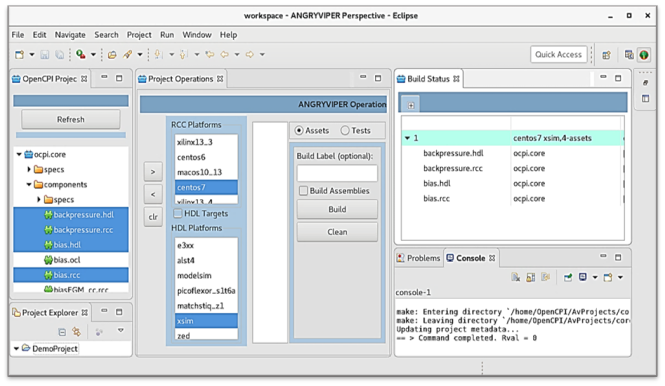 workspace - ANGRYVIPER Perspective - Eclipse
File Edit Navigate Search Project Run Window Help
Quick Access
OpenCPI Projec
Refresh
ocpi.core
specs
components
specs
backpressure.hdl
backpressure.rcc
bias.hdl
bias.ocl
bias.rcc
biasFGM_cc.rcc
Project Explorer
DemoProject
Project Operations
ANGRYVIPER Operation
RCC Platforms
xilinx13_3
centos6
macos10_13
centos7
xilinx13_4
HDL Targets
HDL Platforms
e3xx
alst4
modelsim
picoflexor_s1t6a
matchstiq_z1
xsim
zed
>
<
clr
Assets Tests
Build Label (optional):
Build Assemblies
Build
Clean
Build Status
1 centos7 xsim,4-assets
backpressure.hdl ocpi.core
backpressure.rcc ocpi.core
bias.hdl ocpi.core
bias.rcc ocpi.core
Problems Console
console-1
make: Entering directory `/home/OpenCPI/AvProjects/co
make: Leaving directory `/home/OpenCPI/AvProjects/cor
Updating project metadata...
== > Command completed. Rval = 0